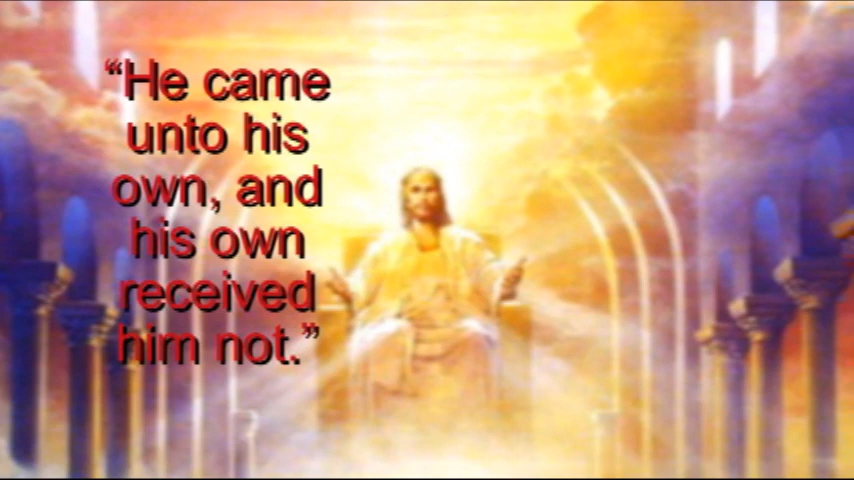 “He came
unto his
own, and
his own
received
him not.”